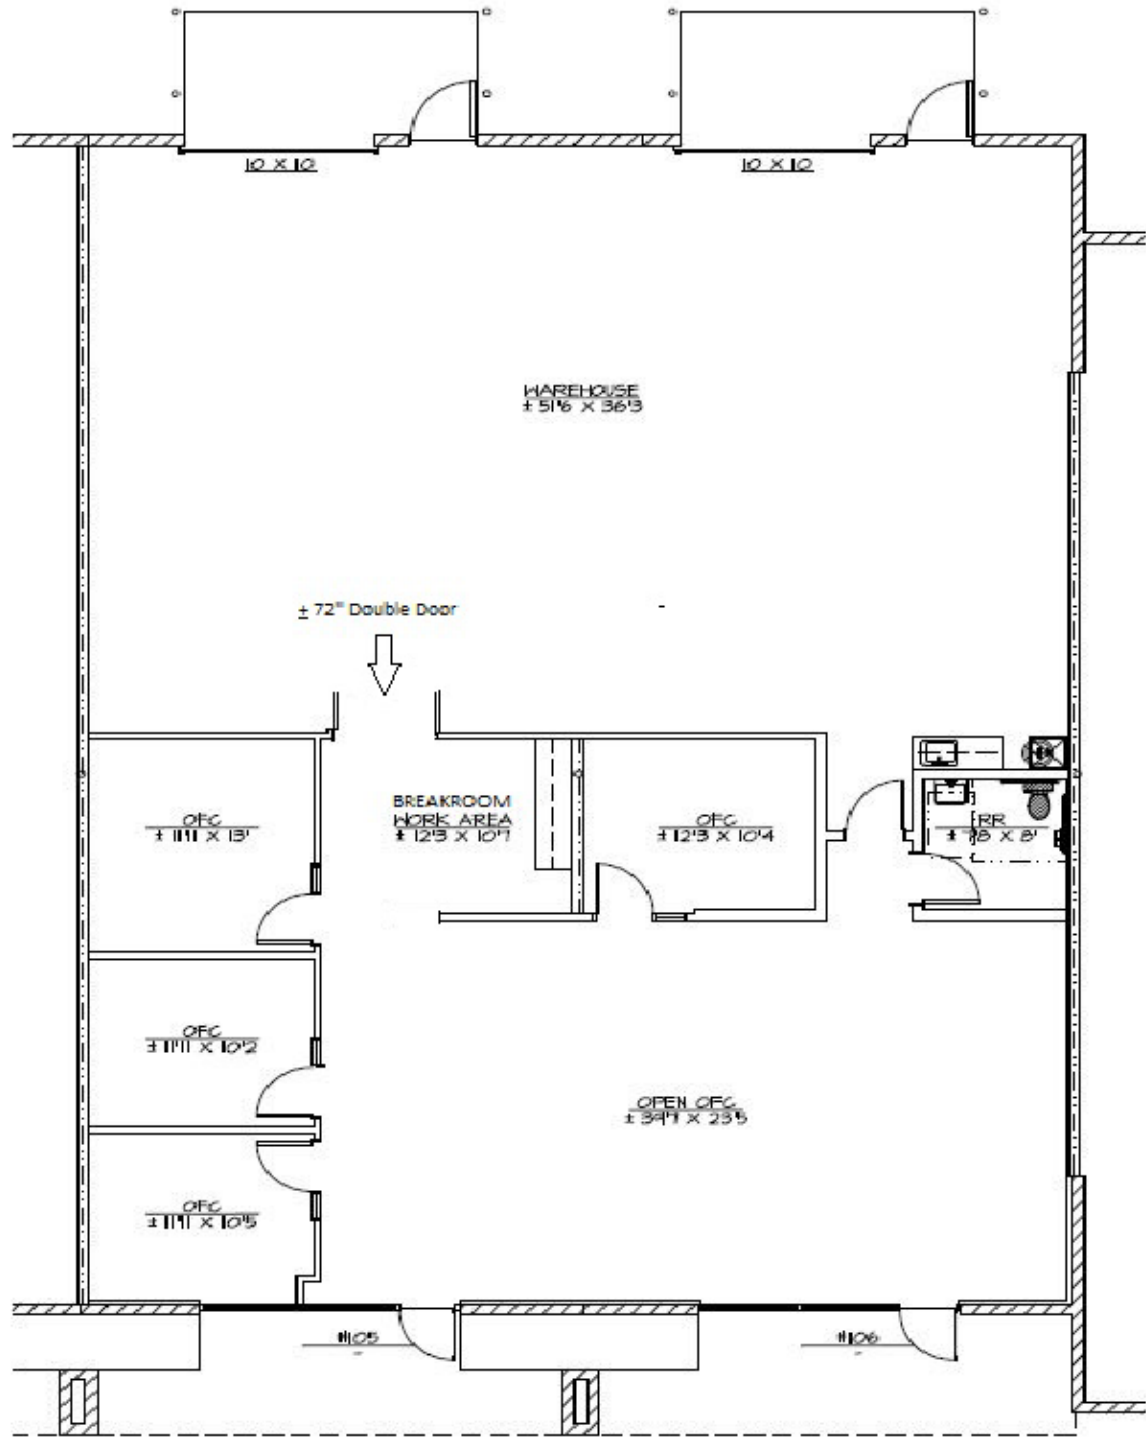 10 X 10
10 X 10
WAREHOUSE
± 51'6 X 36'3
± 72" Double Door
BREAKROOM
WORK AREA
± 12'3 X 10'7
OFC
± 11'11 X 13'
OFC
± 12'3 X 10'4
RR
± 7'8 X 8'
OFC
± 11'11 X 10'2
OPEN OFC
± 39'7 X 23'5
OFC
± 11'11 X 10'5
#105
#106